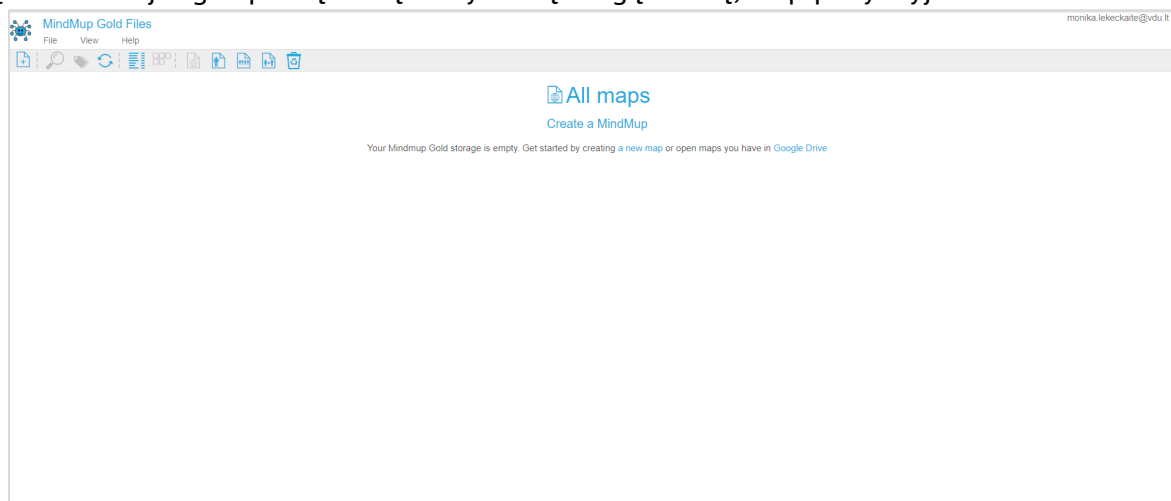 MindMup Gold Files
monika.lekeckaite@vdu.lt
File View Help
All maps
Create a MindMup
Your Mindmup Gold storage is empty. Get started by creating a new map or open maps you have in Google Drive